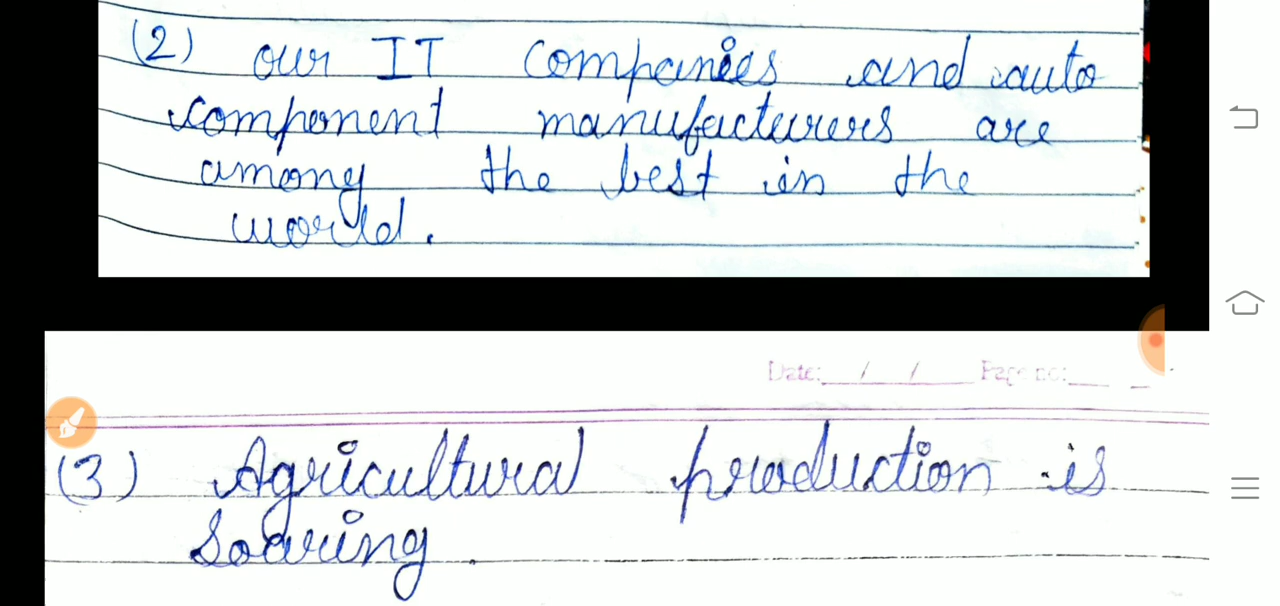 (2) our IT companies and auto
component manufacturers are
among the best in the
world.
Date: / / Page no:
(3) Agricultural production is
Soaring.